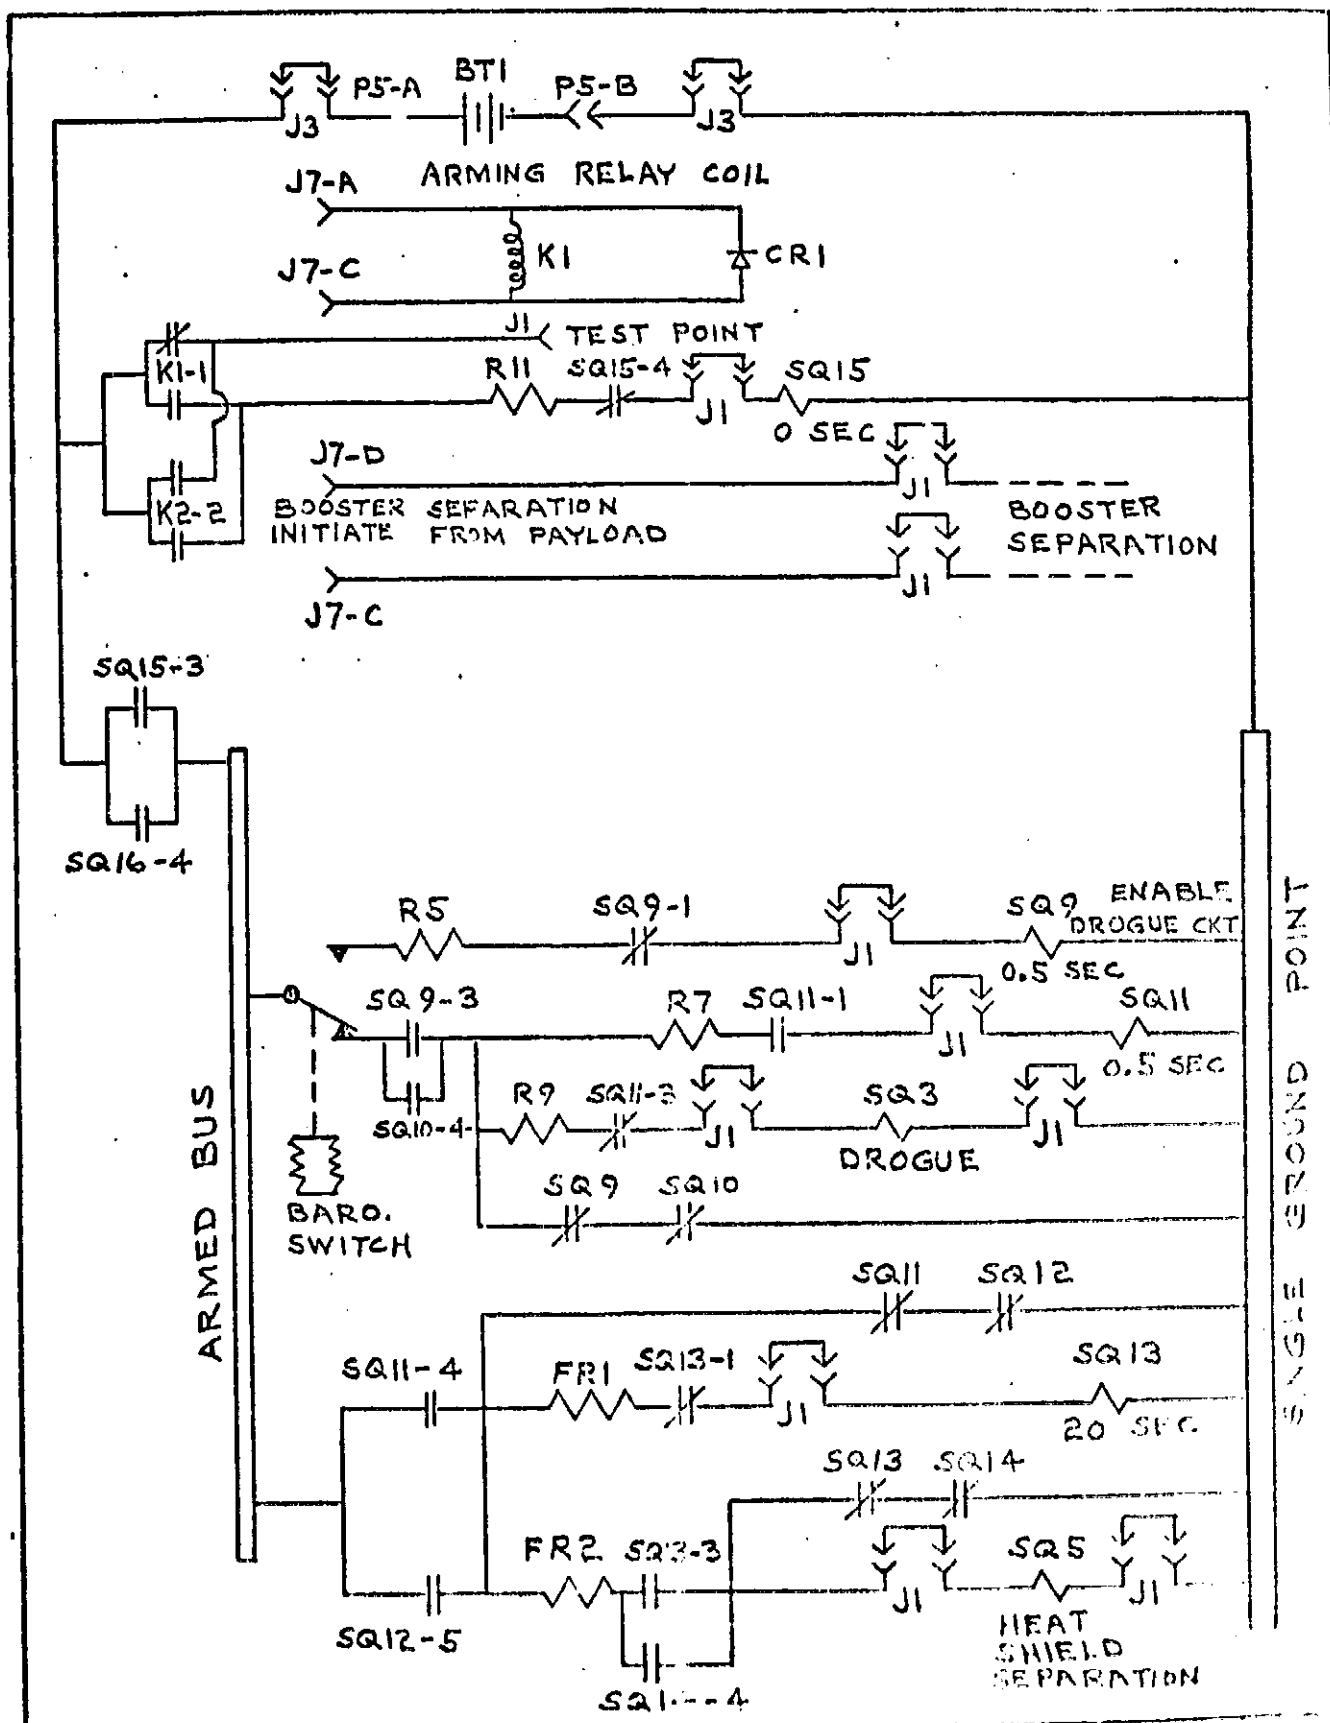 P5-A
BT1
P5-B
J3
J3
J7-A
ARMING RELAY COIL
K1
CR1
J7-C
J1
TEST POINT
K1-1
R11
SQ15-4
J1
SQ15
0 SEC
J7-D
J1
K2-2
BOOSTER SEPARATION
INITIATE FROM PAYLOAD
BOOSTER
SEPARATION
J1
J7-C
SQ15-3
SQ16-4
R5
SQ9-1
J1
SQ9
ENABLE
DROGUE CKT
0.5 SEC
SQ9-3
R7
SQ11-1
J1
SQ11
0.5 SEC
SQ10-4
R9
SQ11-3
J1
SQ3
J1
DROGUE
BARO.
SWITCH
SQ9
SQ10
ARMED BUS
SINGLE GROUND POINT
SQ11
SQ12
SQ11-4
FR1
SQ13-1
J1
SQ13
20 SEC
SQ13
SQ14
FR2
J1
SQ5
J1
SQ12-5
HEAT
SHIELD
SEPARATION